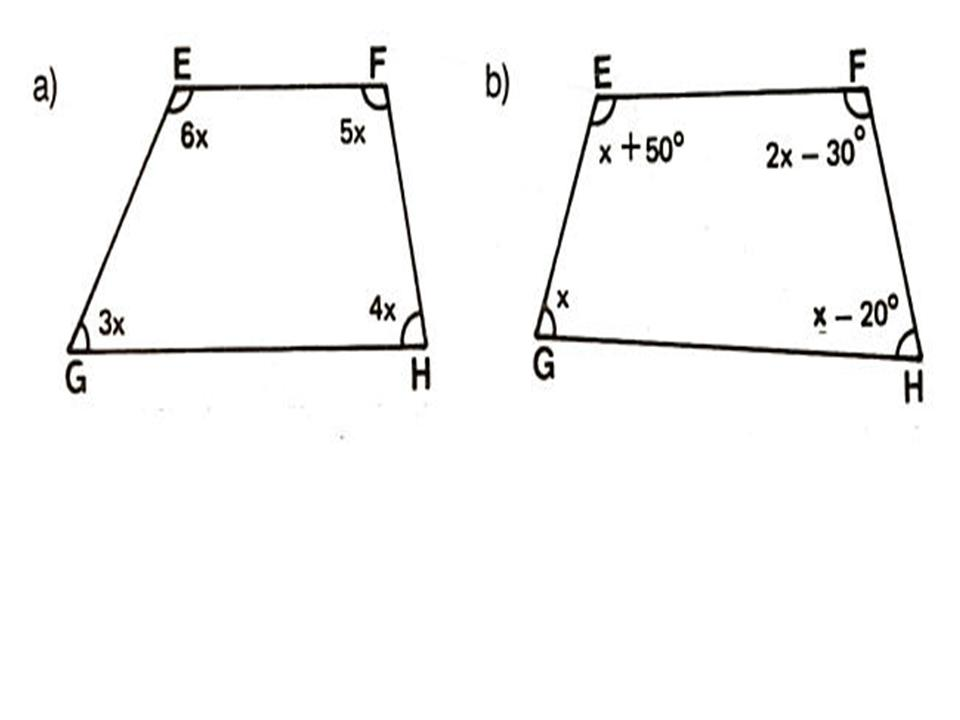 a)
E F
6x 5x
3x 4x
G H
b)
E F
x + 50° 2x – 30°
x x – 20°
G H